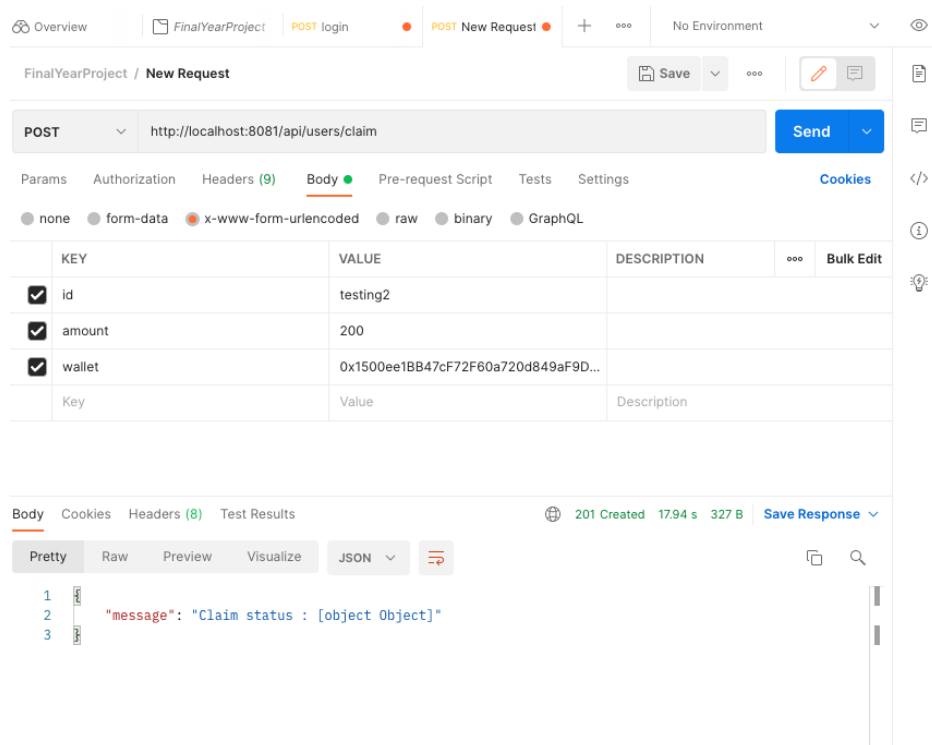 Overview FinalYearProject POST login POST New Request No Environment
FinalYearProject / New Request Save
POST http://localhost:8081/api/users/claim Send
Params Authorization Headers (9) Body Pre-request Script Tests Settings Cookies
none form-data x-www-form-urlencoded raw binary GraphQL
KEY VALUE DESCRIPTION Bulk Edit
id testing2
amount 200
wallet 0x1500ee1BB47cF72F60a720d849aF9D...
Key Value Description
Body Cookies Headers (8) Test Results 201 Created 17.94 s 327 B Save Response
Pretty Raw Preview Visualize JSON
1 {
2 "message": "Claim status : [object Object]"
3 }